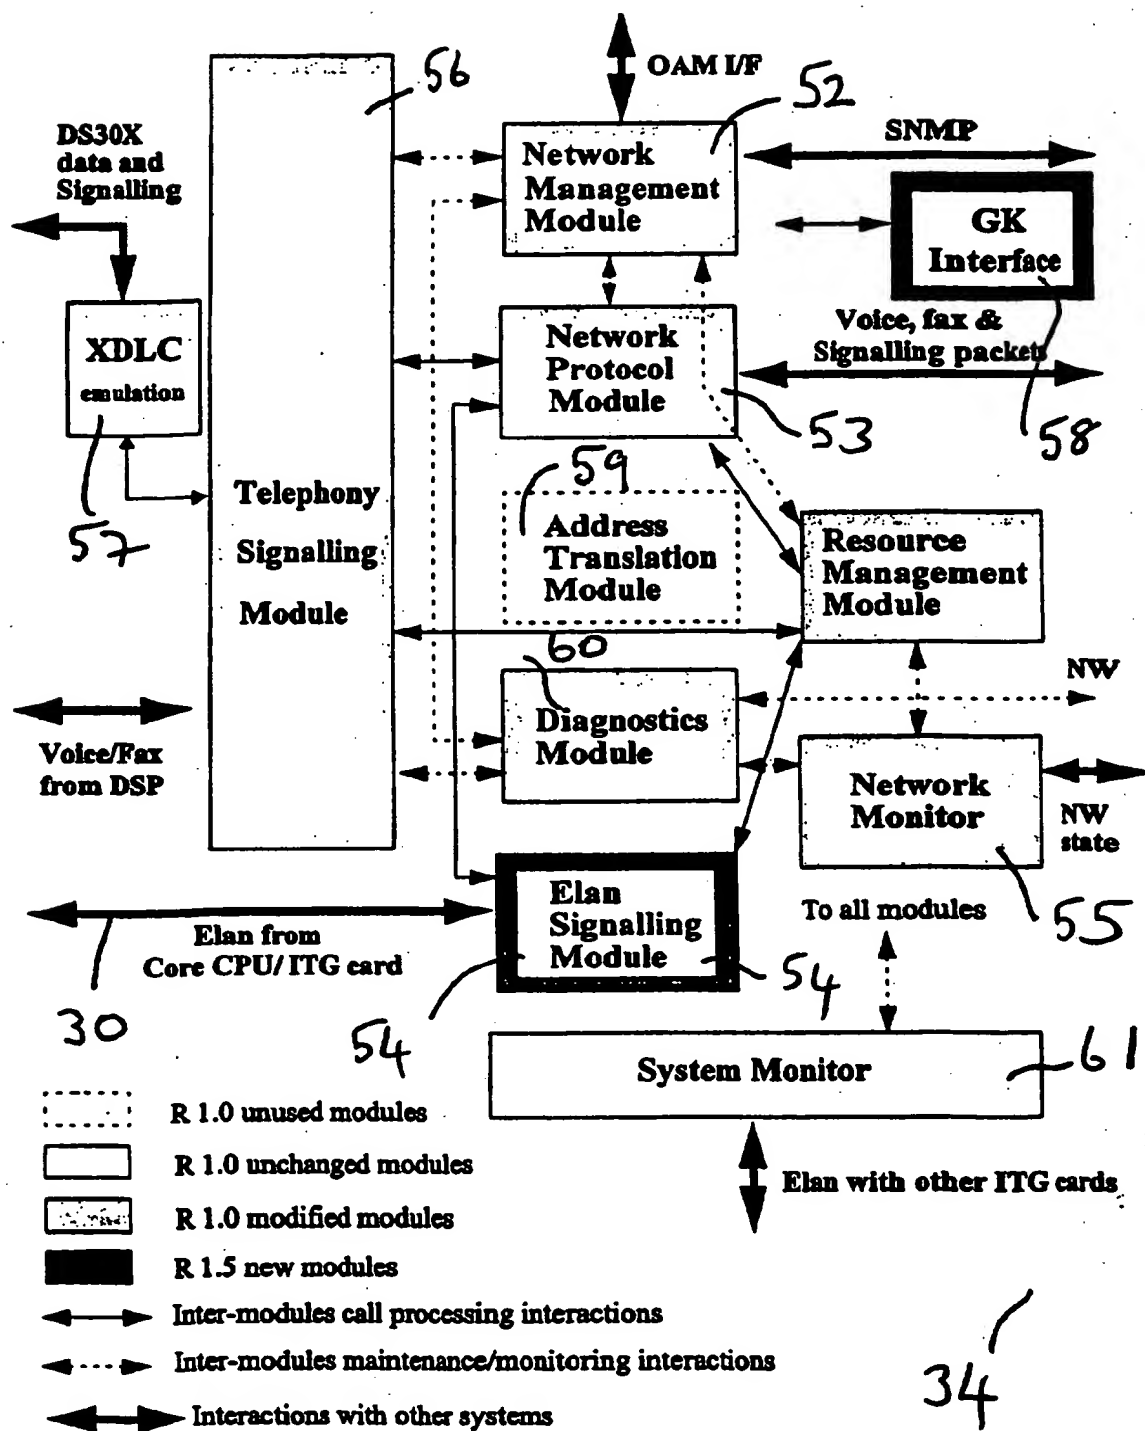 OAM I/F
56
52
DS30X
data and
Signalling
Network
Management
Module
SNMP
GK
Interface
XDLC
emulation
57
Network
Protocol
Module
53
Voice, fax &
Signalling packets
58
Telephony
Signalling
Module
59
Address
Translation
Module
Resource
Management
Module
60
Diagnostics
Module
NW
Voice/Fax
from DSP
Network
Monitor
NW
state
55
Elan
Signalling
Module
54
54
To all modules
Elan from
Core CPU/ ITG card
30
System Monitor
61
Elan with other ITG cards
R 1.0 unused modules
R 1.0 unchanged modules
R 1.0 modified modules
R 1.5 new modules
Inter-modules call processing interactions
Inter-modules maintenance/monitoring interactions
Interactions with other systems
34